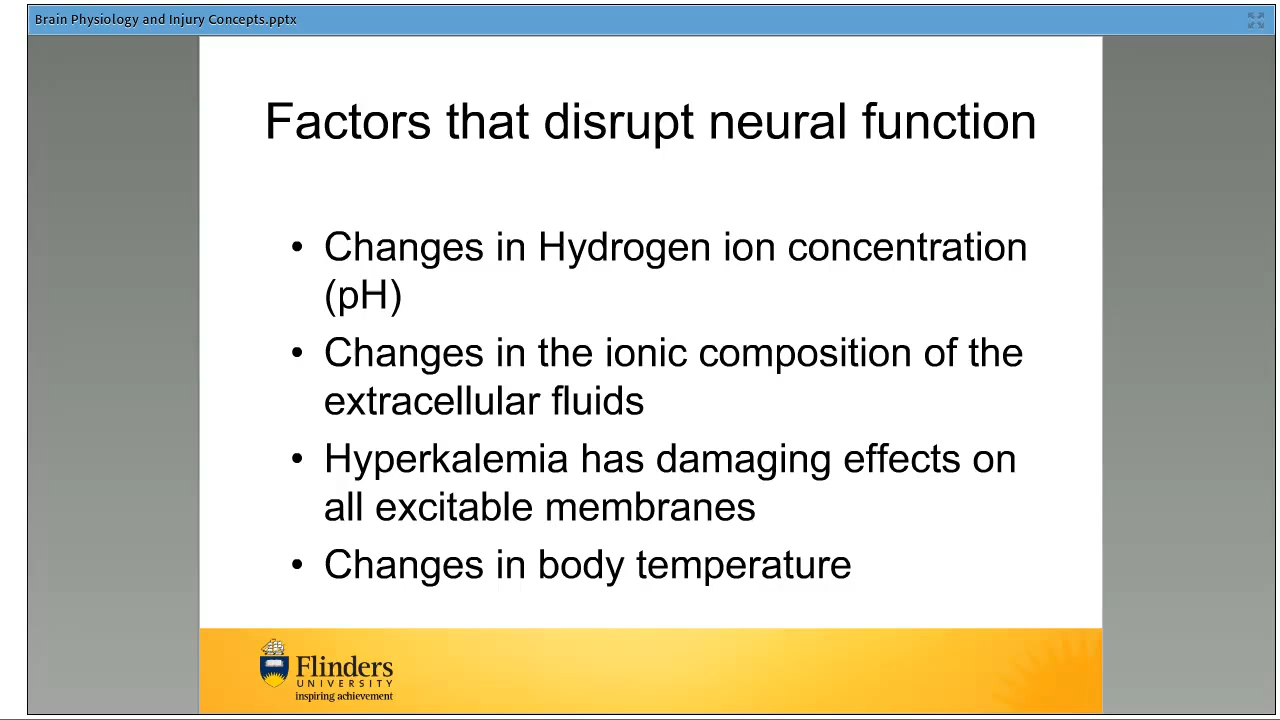 Brain Physiology and Injury Concepts.pptx
Factors that disrupt neural function
• Changes in Hydrogen ion concentration
(pH)
• Changes in the ionic composition of the
extracellular fluids
• Hyperkalemia has damaging effects on
all excitable membranes
• Changes in body temperature
Flinders
UNIVERSITY
inspiring achievement